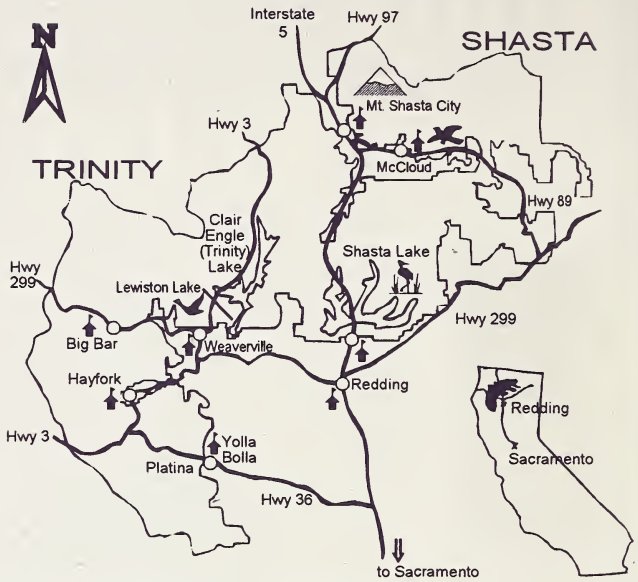 Interstate
5
Hwy 97
SHASTA
N
Mt. Shasta City
Hwy 3
McCloud
TRINITY
Hwy 89
Clair
Engle
(Trinity)
Lake
Shasta Lake
Hwy
299
Lewiston Lake
Hwy 299
Big Bar
Weaverville
Hayfork
Redding
Redding
Hwy 3
Yolla
Bolla
Platina
Sacramento
Hwy 36
to Sacramento